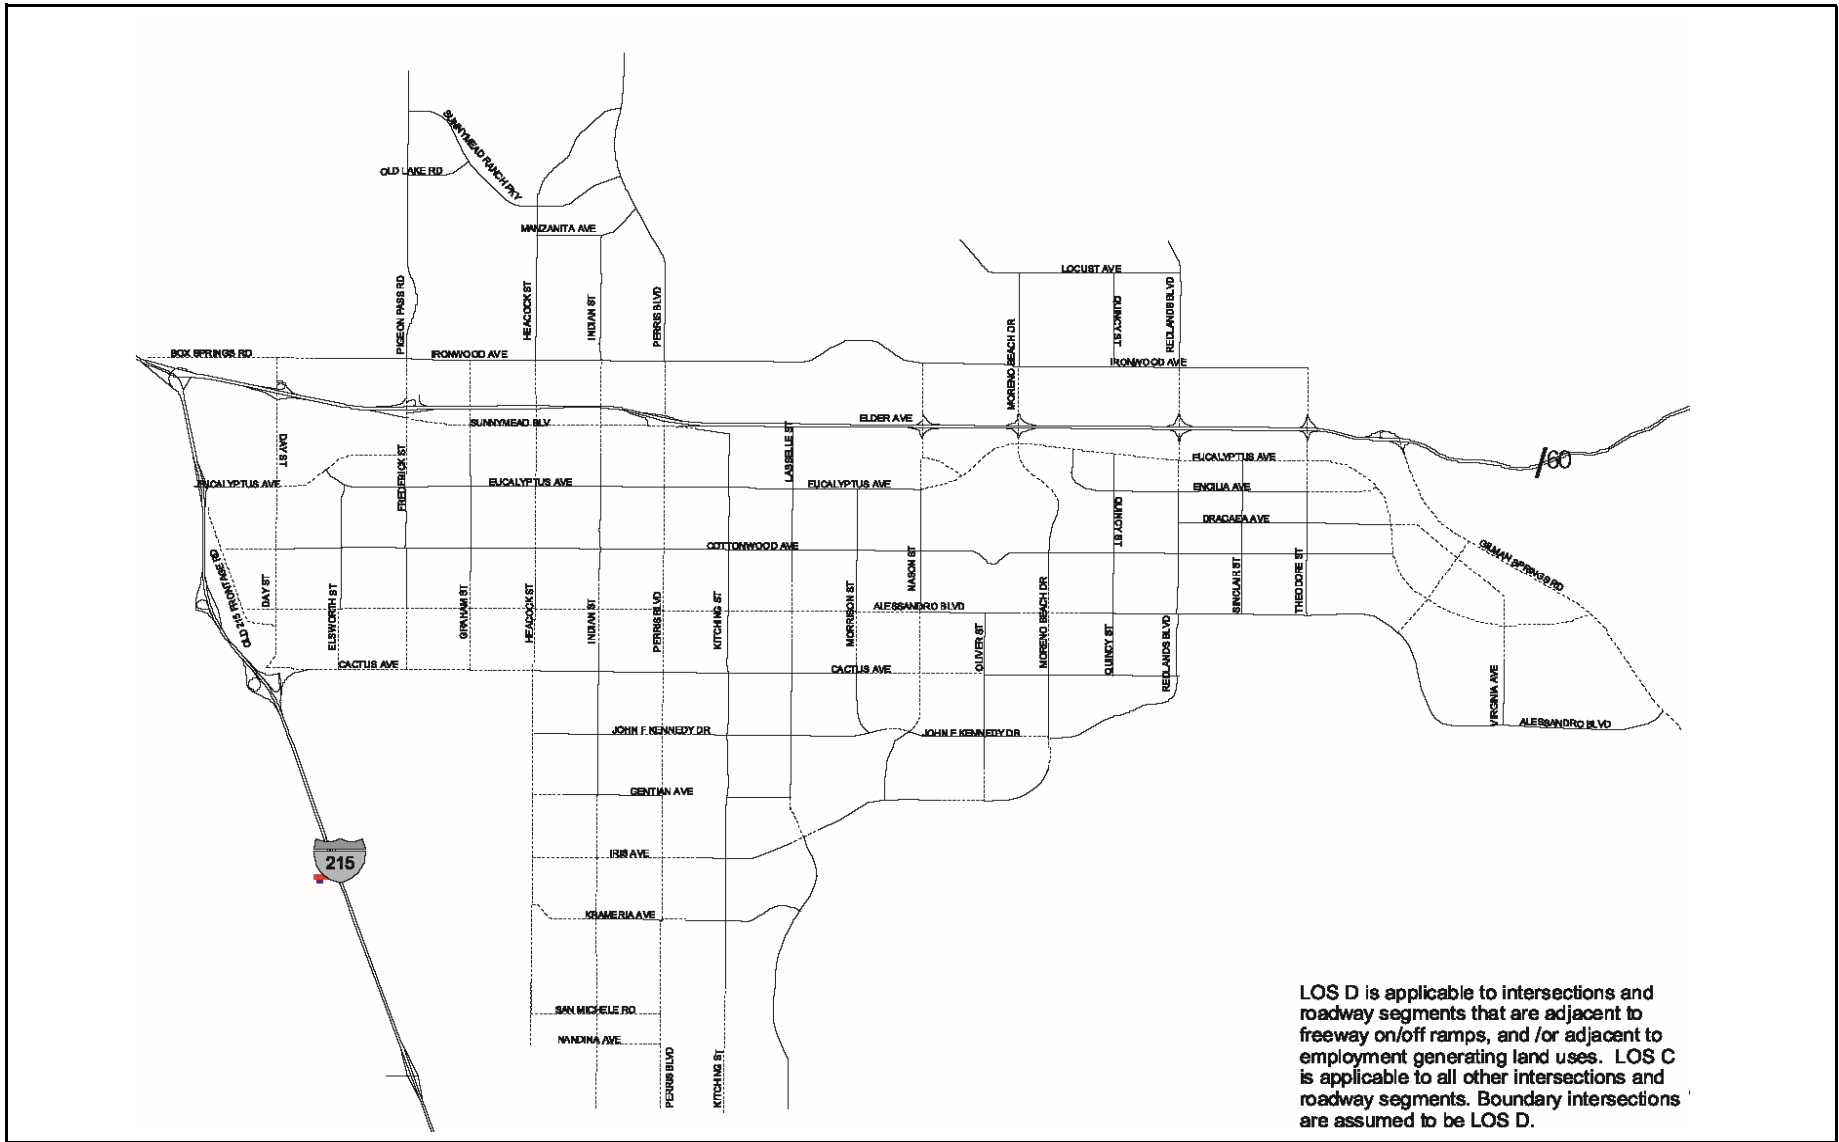 SUNNYMEAD RANCH PKY
OLD LAKE RD
MANZANITA AVE
LOCUST AVE
PIGEON PASS RD
HEACOCK ST
INDIAN ST
PERRIS BLVD
MORENO BEACH DR
QUINCY ST
REDLANDS BLVD
BOX SPRINGS RD
IRONWOOD AVE
IRONWOOD AVE
SUNNYMEAD BLV
ELDER AVE
DAY ST
FREDERICK ST
LASSELLE ST
EUCALYPTUS AVE
60
EUCALYPTUS AVE
EUCALYPTUS AVE
EUCALYPTUS AVE
ENCILIA AVE
QUINCY ST
DRACAEA AVE
COTTONWOOD AVE
GILMAN SPRINGS RD
OLD 215 FRONTAGE RD
DAY ST
ELSWORTH ST
GRAHAM ST
HEACOCK ST
INDIAN ST
PERRIS BLVD
KITCHING ST
MORRISON ST
NASON ST
ALESSANDRO BLVD
OLIVER ST
MORENO BEACH DR
QUINCY ST
REDLANDS BLVD
SINCLAIR ST
THEODORE ST
CACTUS AVE
CACTUS AVE
VIRGINIA AVE
ALESSANDRO BLVD
JOHN F KENNEDY DR
JOHN F KENNEDY DR
GENTIAN AVE
IRIS AVE
215
KRAMERIA AVE
SAN MICHELE RD
NANDINA AVE
PERRIS BLVD
KITCHING ST
LOS D is applicable to intersections and
roadway segments that are adjacent to
freeway on/off ramps, and /or adjacent to
employment generating land uses.  LOS C
is applicable to all other intersections and
roadway segments. Boundary intersections
are assumed to be LOS D.